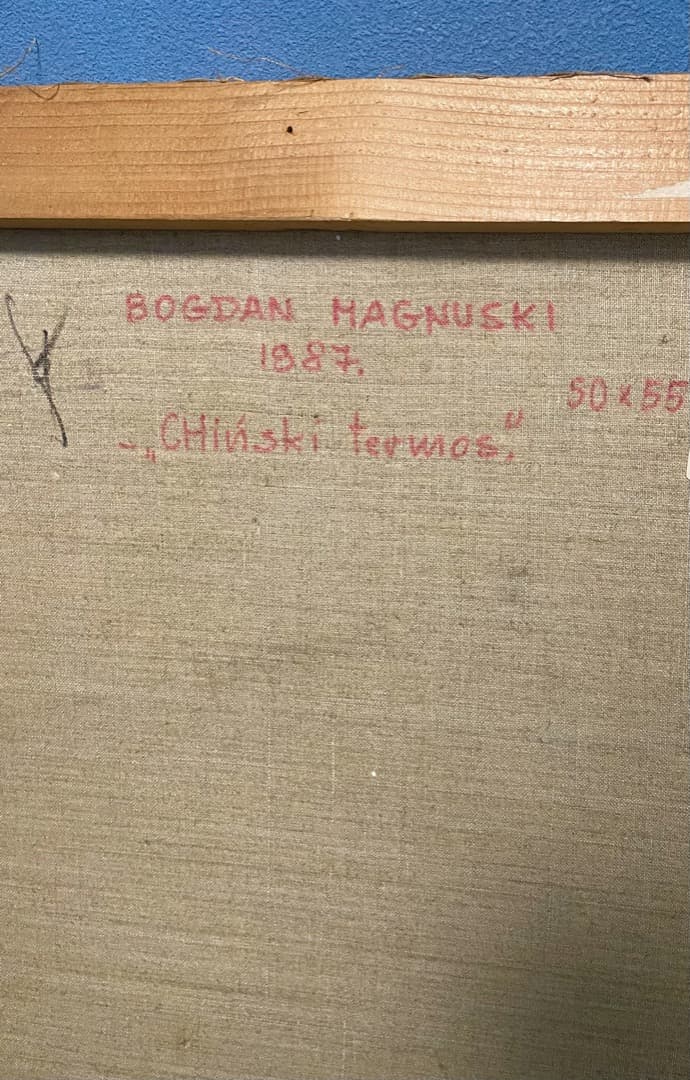 BOGDAN MAGNUSKI
1987.
50 x 55
- „CHiński termos."